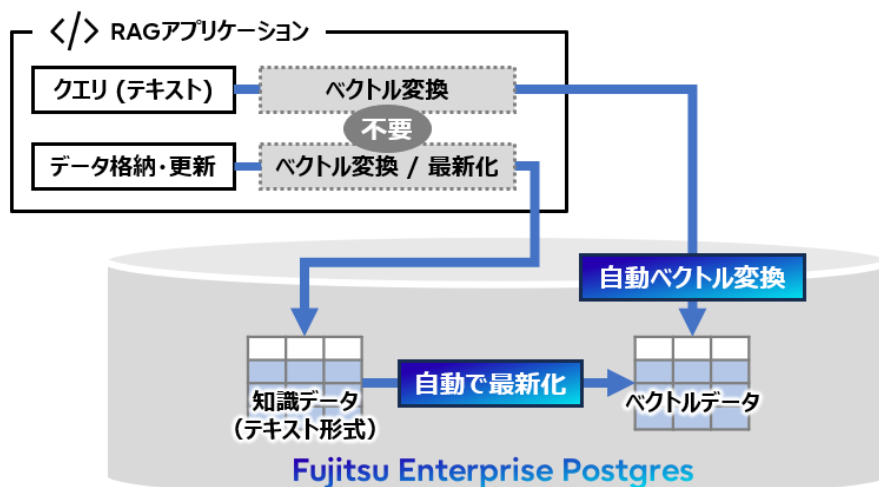 </> RAGアプリケーション
クエリ (テキスト)
ベクトル変換
不要
データ格納・更新
ベクトル変換 / 最新化
自動ベクトル変換
自動で最新化
知識データ
(テキスト形式)
ベクトルデータ
Fujitsu Enterprise Postgres